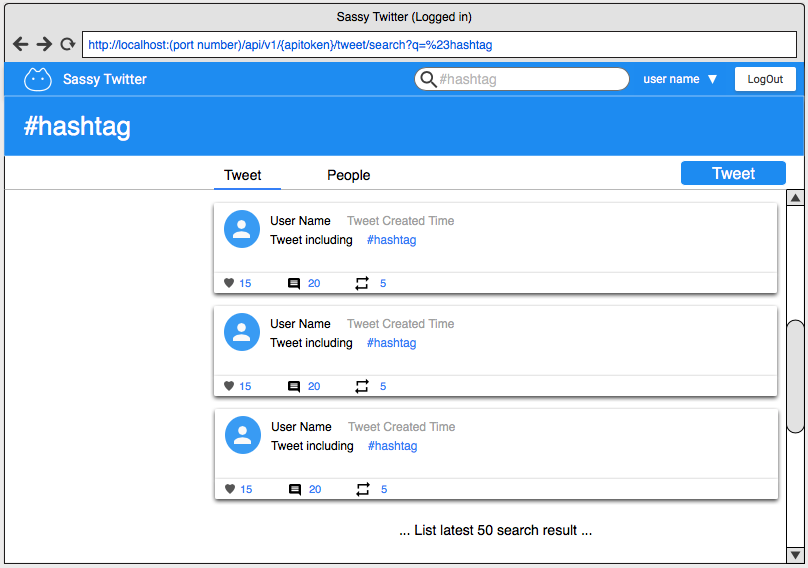 Sassy Twitter (Logged in)
http://localhost:(port number)/api/v1/{apitoken}/tweet/search?q=%23hashtag
Sassy Twitter #hashtag user name ▼ LogOut
#hashtag
Tweet People Tweet
User Name Tweet Created Time
Tweet including #hashtag
15 20 5
User Name Tweet Created Time
Tweet including #hashtag
15 20 5
User Name Tweet Created Time
Tweet including #hashtag
15 20 5
... List latest 50 search result ...